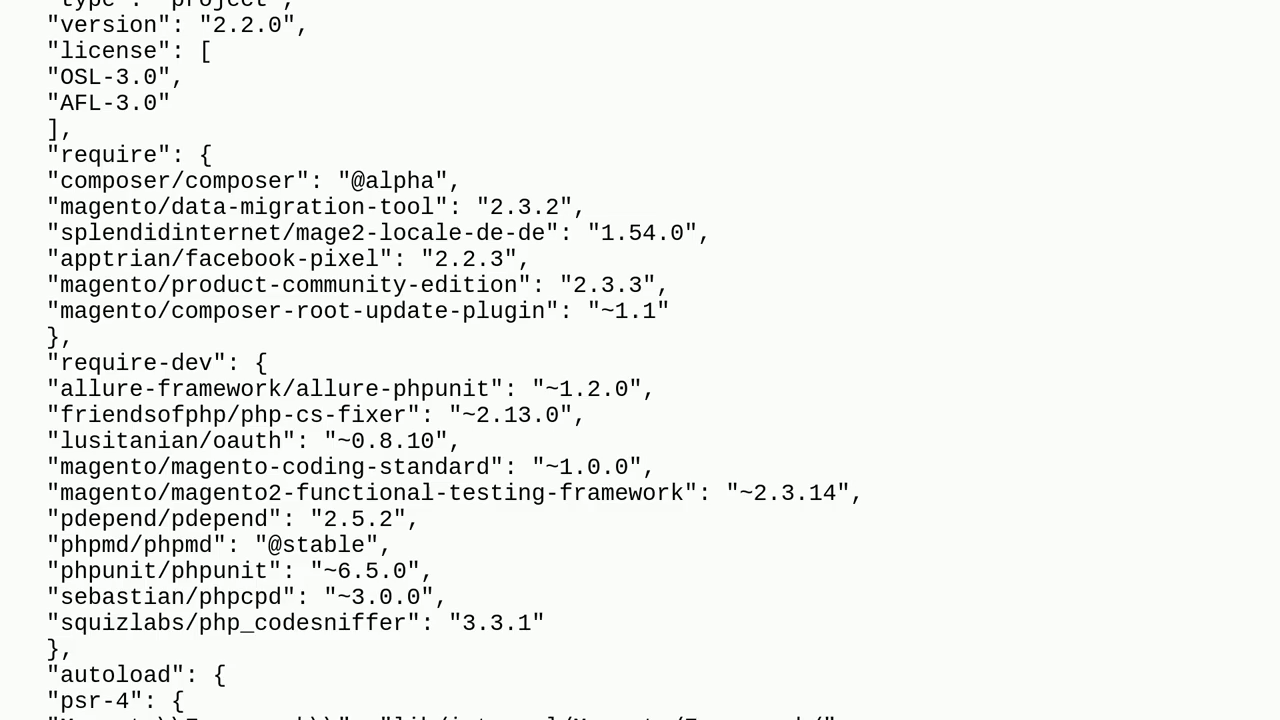 "type": "project",
"version": "2.2.0",
"license": [
"OSL-3.0",
"AFL-3.0"
],
"require": {
"composer/composer": "@alpha",
"magento/data-migration-tool": "2.3.2",
"splendidinternet/mage2-locale-de-de": "1.54.0",
"apptrian/facebook-pixel": "2.2.3",
"magento/product-community-edition": "2.3.3",
"magento/composer-root-update-plugin": "~1.1"
},
"require-dev": {
"allure-framework/allure-phpunit": "~1.2.0",
"friendsofphp/php-cs-fixer": "~2.13.0",
"lusitanian/oauth": "~0.8.10",
"magento/magento-coding-standard": "~1.0.0",
"magento/magento2-functional-testing-framework": "~2.3.14",
"pdepend/pdepend": "2.5.2",
"phpmd/phpmd": "@stable",
"phpunit/phpunit": "~6.5.0",
"sebastian/phpcpd": "~3.0.0",
"squizlabs/php_codesniffer": "3.3.1"
},
"autoload": {
"psr-4": {